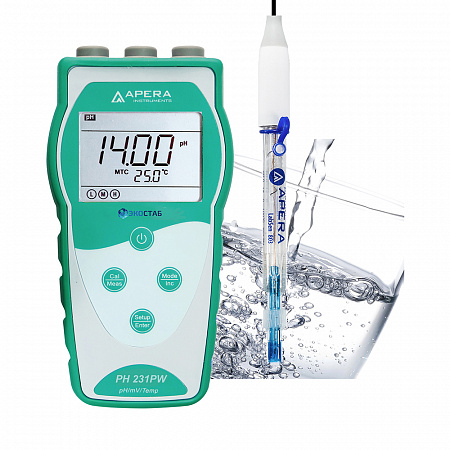 APERA
INSTRUMENTS
pH
14.00 pH
MTC 25.0 °C
L M H
ЭКОСТАБ
Cal
Meas
Mode
Inc
Setup
Enter
PH 231PW
pH/mV/Temp
APERA
LabSen 803